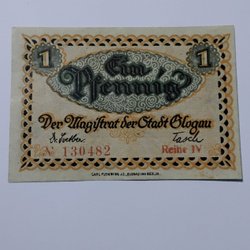 1 Ein 1
Pfennig
Der Magistrat der Stadt Glogau
№ 130482 Reihe IV